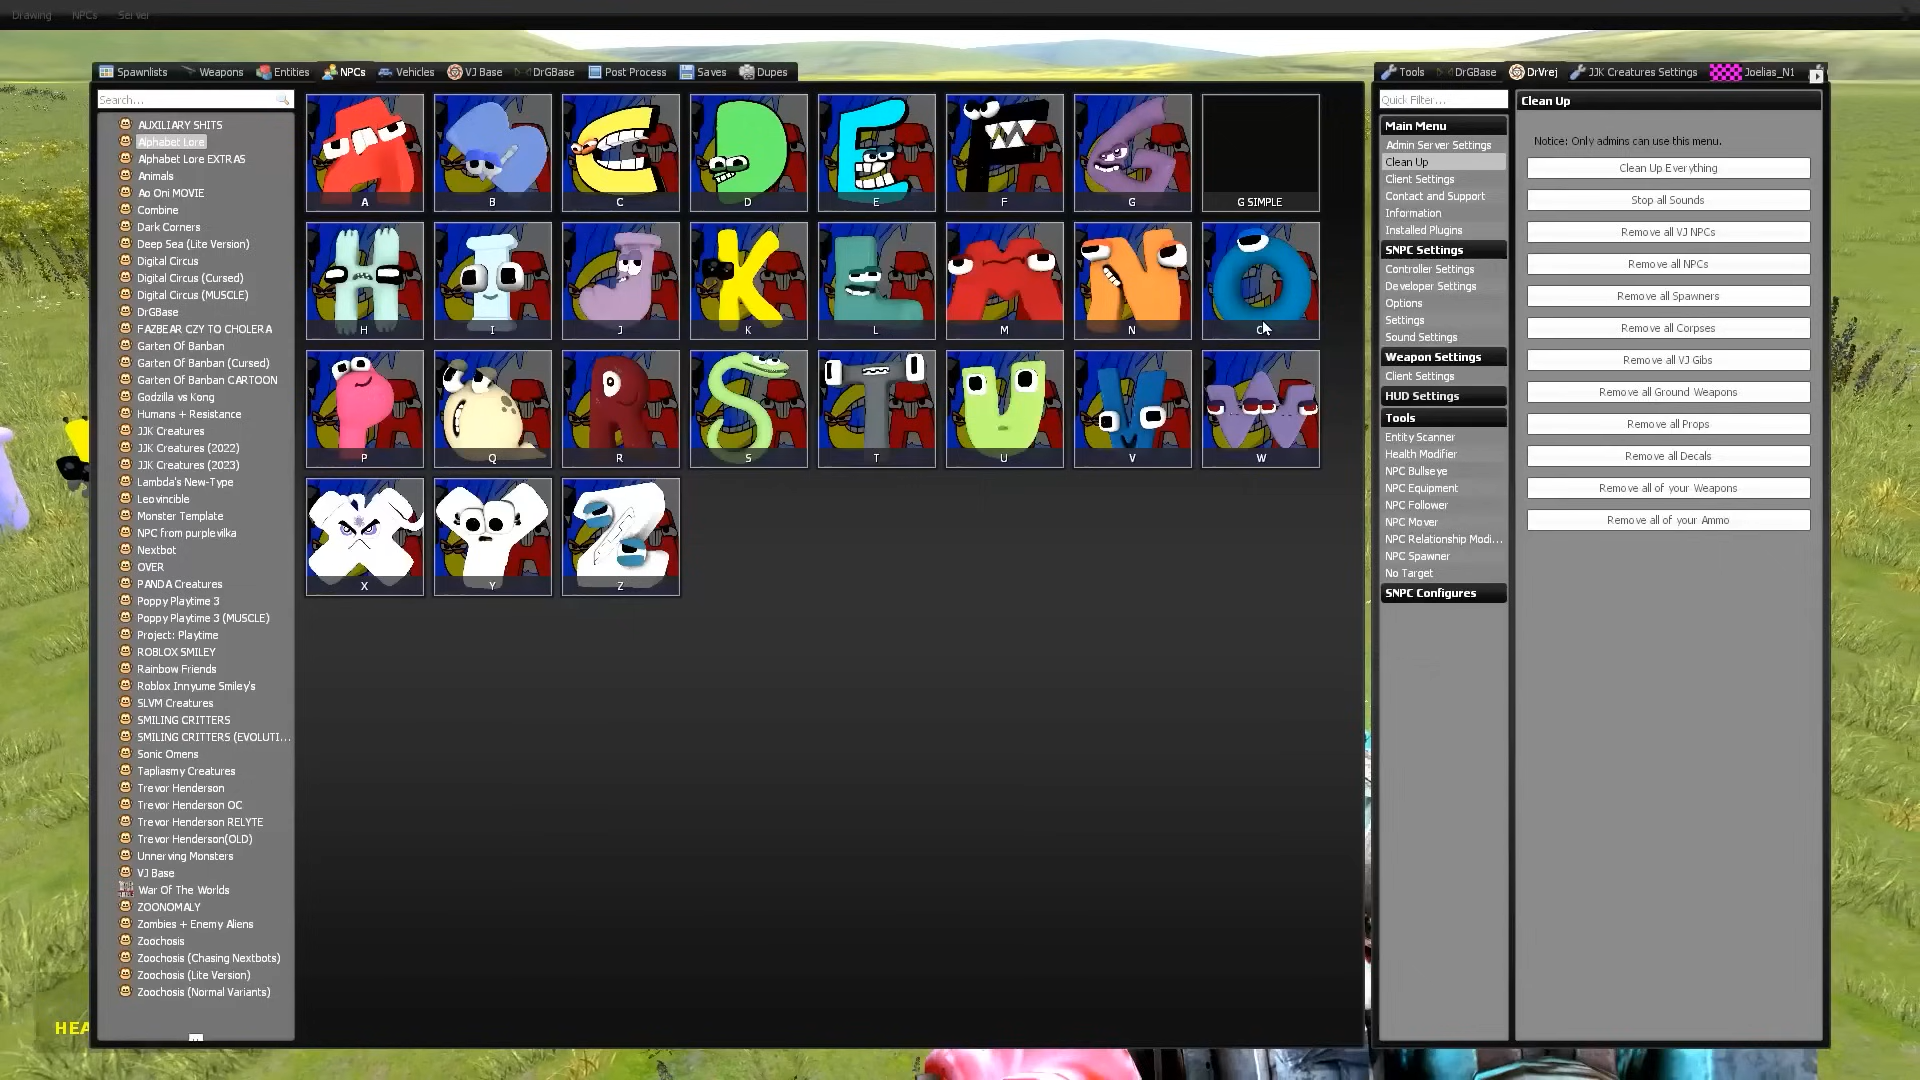 Drawing NPCs Server
Spawnlists Weapons Entities NPCs Vehicles VJ Base DrGBase Post Process Saves Dupes
Search...
AUXILIARY SHITS
Alphabet Lore
Alphabet Lore EXTRAS
Animals
Ao Oni MOVIE
Combine
Dark Corners
Deep Sea (Lite Version)
Digital Circus
Digital Circus (Cursed)
Digital Circus (MUSCLE)
DrGBase
FAZBEAR CZY TO CHOLERA
Garten Of Banban
Garten Of Banban (Cursed)
Garten Of Banban CARTOON
Godzilla vs Kong
Humans + Resistance
JJK Creatures
JJK Creatures (2022)
JJK Creatures (2023)
Lambda's New-Type
Leovincible
Monster Template
NPC from purplevilka
Nextbot
OVER
PANDA Creatures
Poppy Playtime 3
Poppy Playtime 3 (MUSCLE)
Project: Playtime
ROBLOX SMILEY
Rainbow Friends
Roblox Innyume Smiley's
SLVM Creatures
SMILING CRITTERS
SMILING CRITTERS (EVOLUTI...
Sonic Omens
Tapliasmy Creatures
Trevor Henderson
Trevor Henderson OC
Trevor Henderson RELYTE
Trevor Henderson(OLD)
Unnerving Monsters
VJ Base
War Of The Worlds
ZOONOMALY
Zombies + Enemy Aliens
Zoochosis
Zoochosis (Chasing Nextbots)
Zoochosis (Lite Version)
Zoochosis (Normal Variants)
HEA
A B C D E F G G SIMPLE
H I J K L M N O
P Q R S T U V W
X Y Z
Tools DrGBase DrVrej JJK Creatures Settings Joelias_N1
Quick Filter...
Main Menu
Admin Server Settings
Clean Up
Client Settings
Contact and Support
Information
Installed Plugins
SNPC Settings
Controller Settings
Developer Settings
Options
Settings
Sound Settings
Weapon Settings
Client Settings
HUD Settings
Tools
Entity Scanner
Health Modifier
NPC Bullseye
NPC Equipment
NPC Follower
NPC Mover
NPC Relationship Modi...
NPC Spawner
No Target
SNPC Configures
Clean Up
Notice: Only admins can use this menu.
Clean Up Everything
Stop all Sounds
Remove all VJ NPCs
Remove all NPCs
Remove all Spawners
Remove all Corpses
Remove all VJ Gibs
Remove all Ground Weapons
Remove all Props
Remove all Decals
Remove all of your Weapons
Remove all of your Ammo